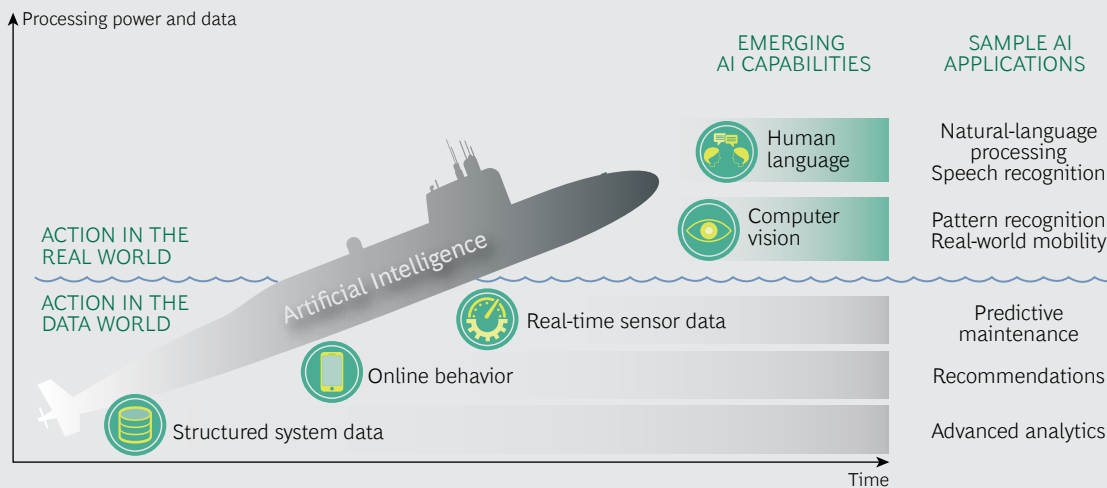 Processing power and data
EMERGING
AI CAPABILITIES
SAMPLE AI
APPLICATIONS
Human
language
Natural-language
processing
Speech recognition
Computer
vision
Pattern recognition
Real-world mobility
ACTION IN THE
REAL WORLD
Artificial Intelligence
ACTION IN THE
DATA WORLD
Real-time sensor data
Predictive
maintenance
Online behavior
Recommendations
Structured system data
Advanced analytics
Time